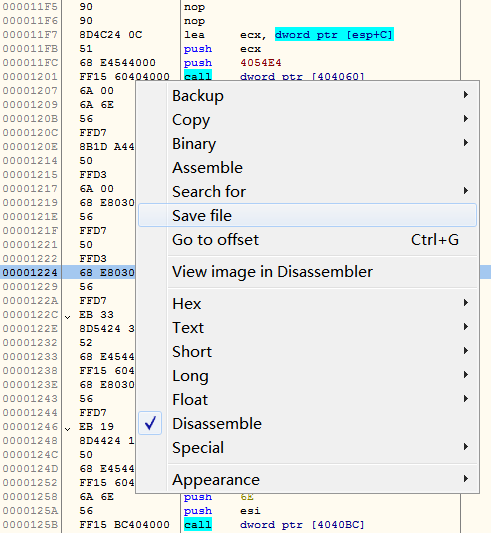 000011F5 90 nop
000011F6 90 nop
000011F7 8D4C24 0C lea ecx, dword ptr [esp+C]
000011FB 51 push ecx
000011FC 68 E4544000 push 4054E4
00001201 FF15 60404000 call dword ptr [404060]
00001207 6A 00
00001209 6A 6E
0000120B 56
0000120C FFD7
0000120E 8B1D A44
00001214 50
00001215 FFD3
00001217 6A 00
00001219 68 E8030
0000121E 56
0000121F FFD7
00001221 50
00001222 FFD3
00001224 68 E8030
00001229 56
0000122A FFD7
0000122C EB 33
0000122E 8D5424 3
00001232 52
00001233 68 E4544
00001238 FF15 604
0000123E 68 E8030
00001243 56
00001244 FFD7
00001246 EB 19
00001248 8D4424 1
0000124C 50
0000124D 68 E4544
00001252 FF15 604
00001258 6A 6E push 6E
0000125A 56 push esi
0000125B FF15 BC404000 call dword ptr [4040BC]
Backup
Copy
Binary
Assemble
Search for
Save file
Go to offset Ctrl+G
View image in Disassembler
Hex
Text
Short
Long
Float
Disassemble
Special
Appearance